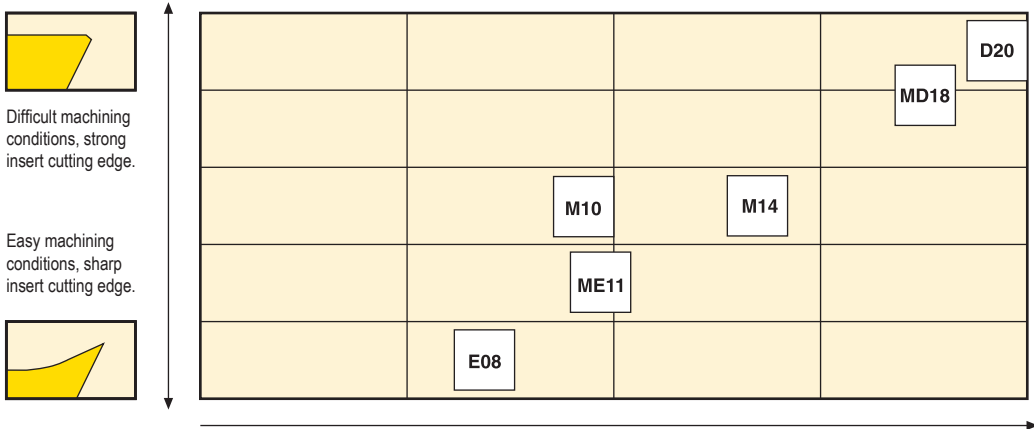 Difficult machining
conditions, strong
insert cutting edge.
Easy machining
conditions, sharp
insert cutting edge.
D20
MD18
M10
M14
ME11
E08